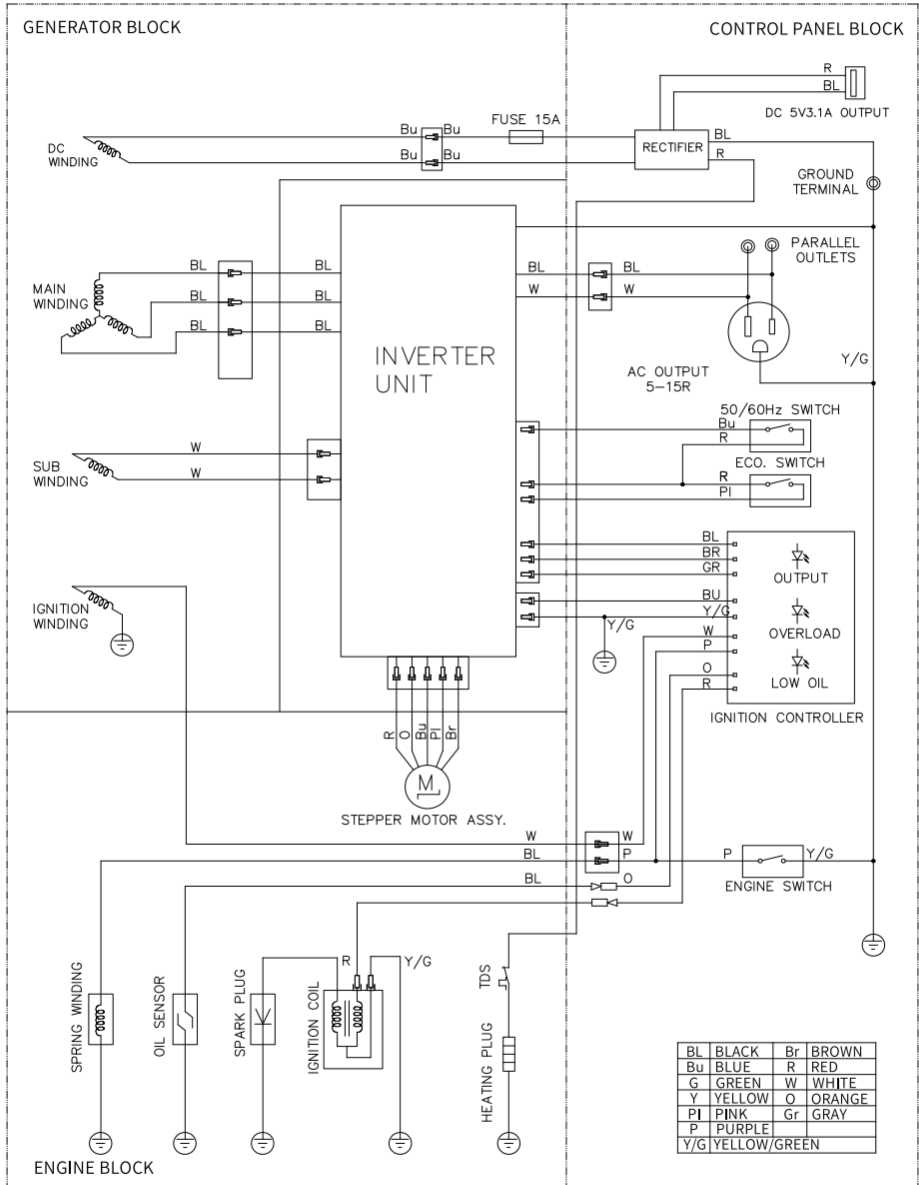 GENERATOR BLOCK
CONTROL PANEL BLOCK
R
BL
DC 5V3.1A OUTPUT
FUSE 15A
Bu Bu
Bu Bu
DC
WINDING
RECTIFIER
BL
R
GROUND
TERMINAL
PARALLEL
OUTLETS
BL BL
BL BL
BL BL
MAIN
WINDING
INVERTER
UNIT
BL BL
W W
AC OUTPUT
5-15R
Y/G
50/60Hz SWITCH
Bu
R
ECO. SWITCH
R
PI
W
W
SUB
WINDING
BL
BR
GR
BU
Y/G
Y/G
W
P
O
R
OUTPUT
OVERLOAD
LOW OIL
IGNITION CONTROLLER
IGNITION
WINDING
R
O
Bu
PI
Br
M
STEPPER MOTOR ASSY.
W W
BL P
P Y/G
ENGINE SWITCH
BL O
R Y/G
SPRING WINDING
OIL SENSOR
SPARK PLUG
IGNITION COIL
TDS
HEATING PLUG
BL BLACK Br BROWN
Bu BLUE R RED
G GREEN W WHITE
Y YELLOW O ORANGE
PI PINK Gr GRAY
P PURPLE
Y/G YELLOW/GREEN
ENGINE BLOCK